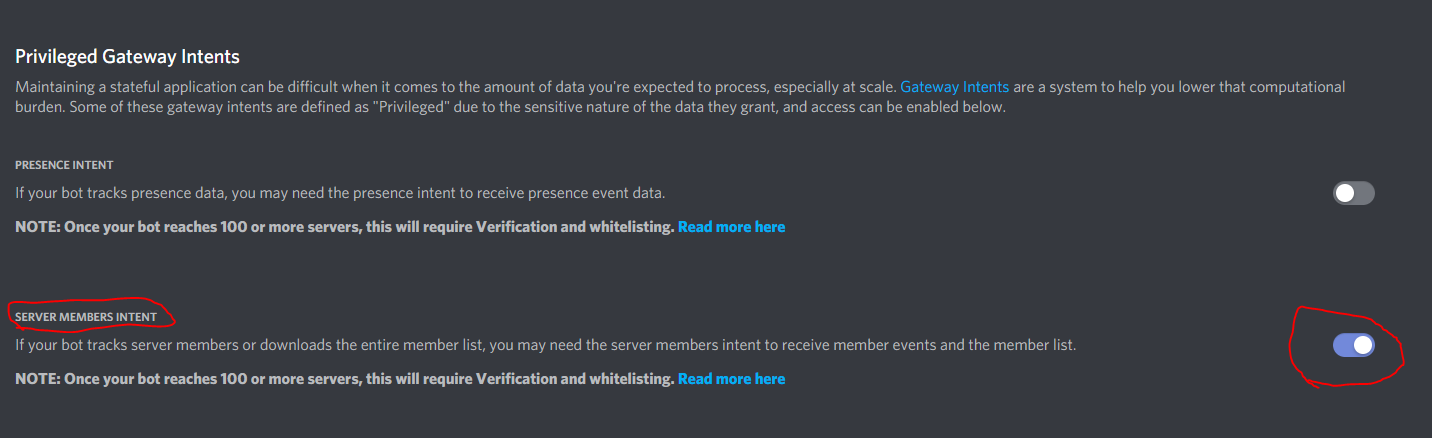 Privileged Gateway Intents
Maintaining a stateful application can be difficult when it comes to the amount of data you're expected to process, especially at scale. Gateway Intents are a system to help you lower that computational
burden. Some of these gateway intents are defined as "Privileged" due to the sensitive nature of the data they grant, and access can be enabled below.
PRESENCE INTENT
If your bot tracks presence data, you may need the presence intent to receive presence event data.
NOTE: Once your bot reaches 100 or more servers, this will require Verification and whitelisting. Read more here
SERVER MEMBERS INTENT
If your bot tracks server members or downloads the entire member list, you may need the server members intent to receive member events and the member list.
NOTE: Once your bot reaches 100 or more servers, this will require Verification and whitelisting. Read more here